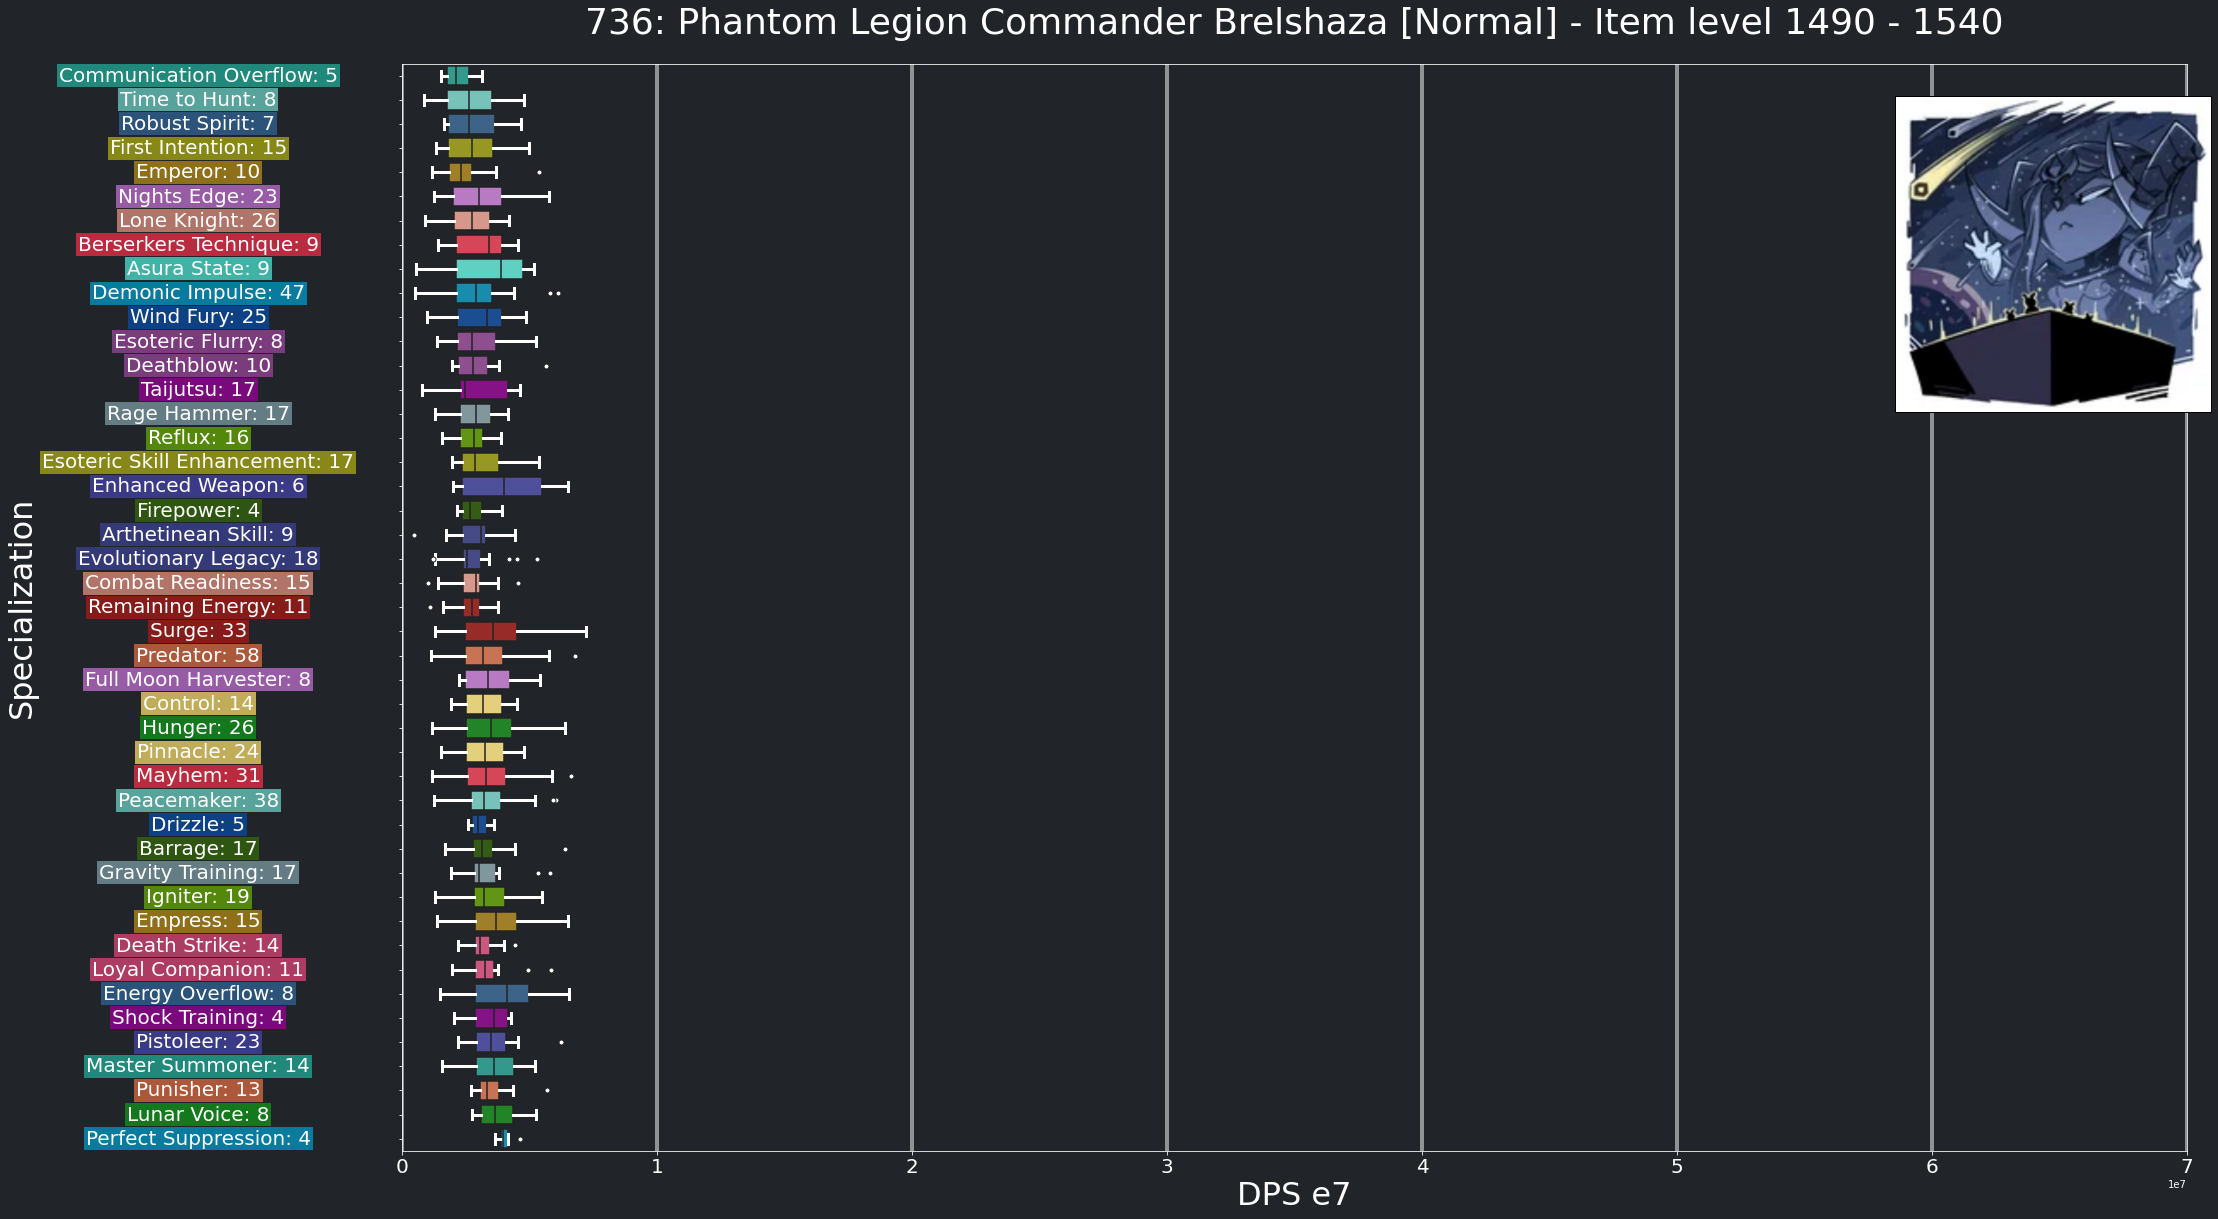 736: Phantom Legion Commander Brelshaza [Normal] - Item level 1490 - 1540
Communication Overflow: 5
Time to Hunt: 8
Robust Spirit: 7
First Intention: 15
Emperor: 10
Nights Edge: 23
Lone Knight: 26
Berserkers Technique: 9
Asura State: 9
Demonic Impulse: 47
Wind Fury: 25
Esoteric Flurry: 8
Deathblow: 10
Taijutsu: 17
Rage Hammer: 17
Reflux: 16
Esoteric Skill Enhancement: 17
Enhanced Weapon: 6
Firepower: 4
Arthetinean Skill: 9
Evolutionary Legacy: 18
Combat Readiness: 15
Remaining Energy: 11
Surge: 33
Predator: 58
Full Moon Harvester: 8
Control: 14
Hunger: 26
Pinnacle: 24
Mayhem: 31
Peacemaker: 38
Drizzle: 5
Barrage: 17
Gravity Training: 17
Igniter: 19
Empress: 15
Death Strike: 14
Loyal Companion: 11
Energy Overflow: 8
Shock Training: 4
Pistoleer: 23
Master Summoner: 14
Punisher: 13
Lunar Voice: 8
Perfect Suppression: 4
Specialization
0 1 2 3 4 5 6 7
1e7
DPS e7